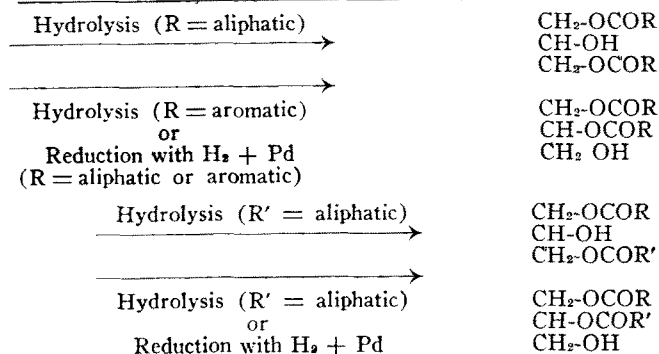 Hydrolysis (R = aliphatic)
CH₂-OCOR
CH-OH
CH₂-OCOR
Hydrolysis (R = aromatic)
or
Reduction with H₂ + Pd
(R = aliphatic or aromatic)
CH₂-OCOR
CH-OCOR
CH₂ OH
Hydrolysis (R' = aliphatic)
CH₂-OCOR
CH-OH
CH₂-OCOR'
Hydrolysis (R' = aliphatic)
or
Reduction with H₂ + Pd
CH₂-OCOR
CH-OCOR'
CH₂-OH